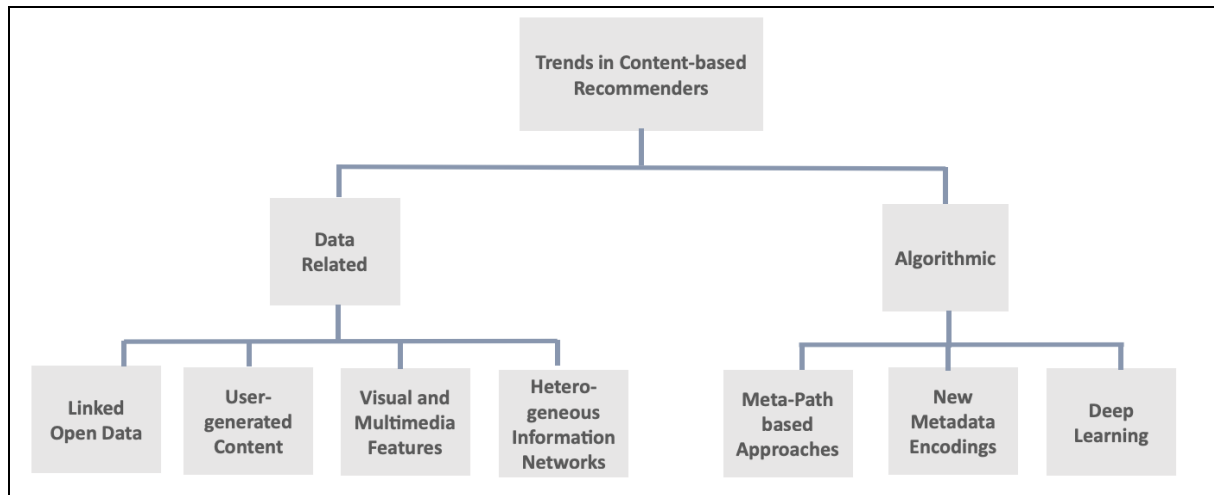 Trends in Content-based
Recommenders
Data
Related
Algorithmic
Linked
Open Data
User-
generated
Content
Visual and
Multimedia
Features
Hetero-
geneous
Information
Networks
Meta-Path
based
Approaches
New
Metadata
Encodings
Deep
Learning